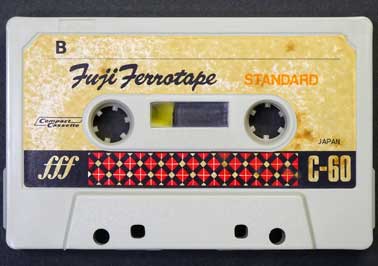 B
Fuji Ferrotape STANDARD
Compact
Cassette
JAPAN
fff C-60